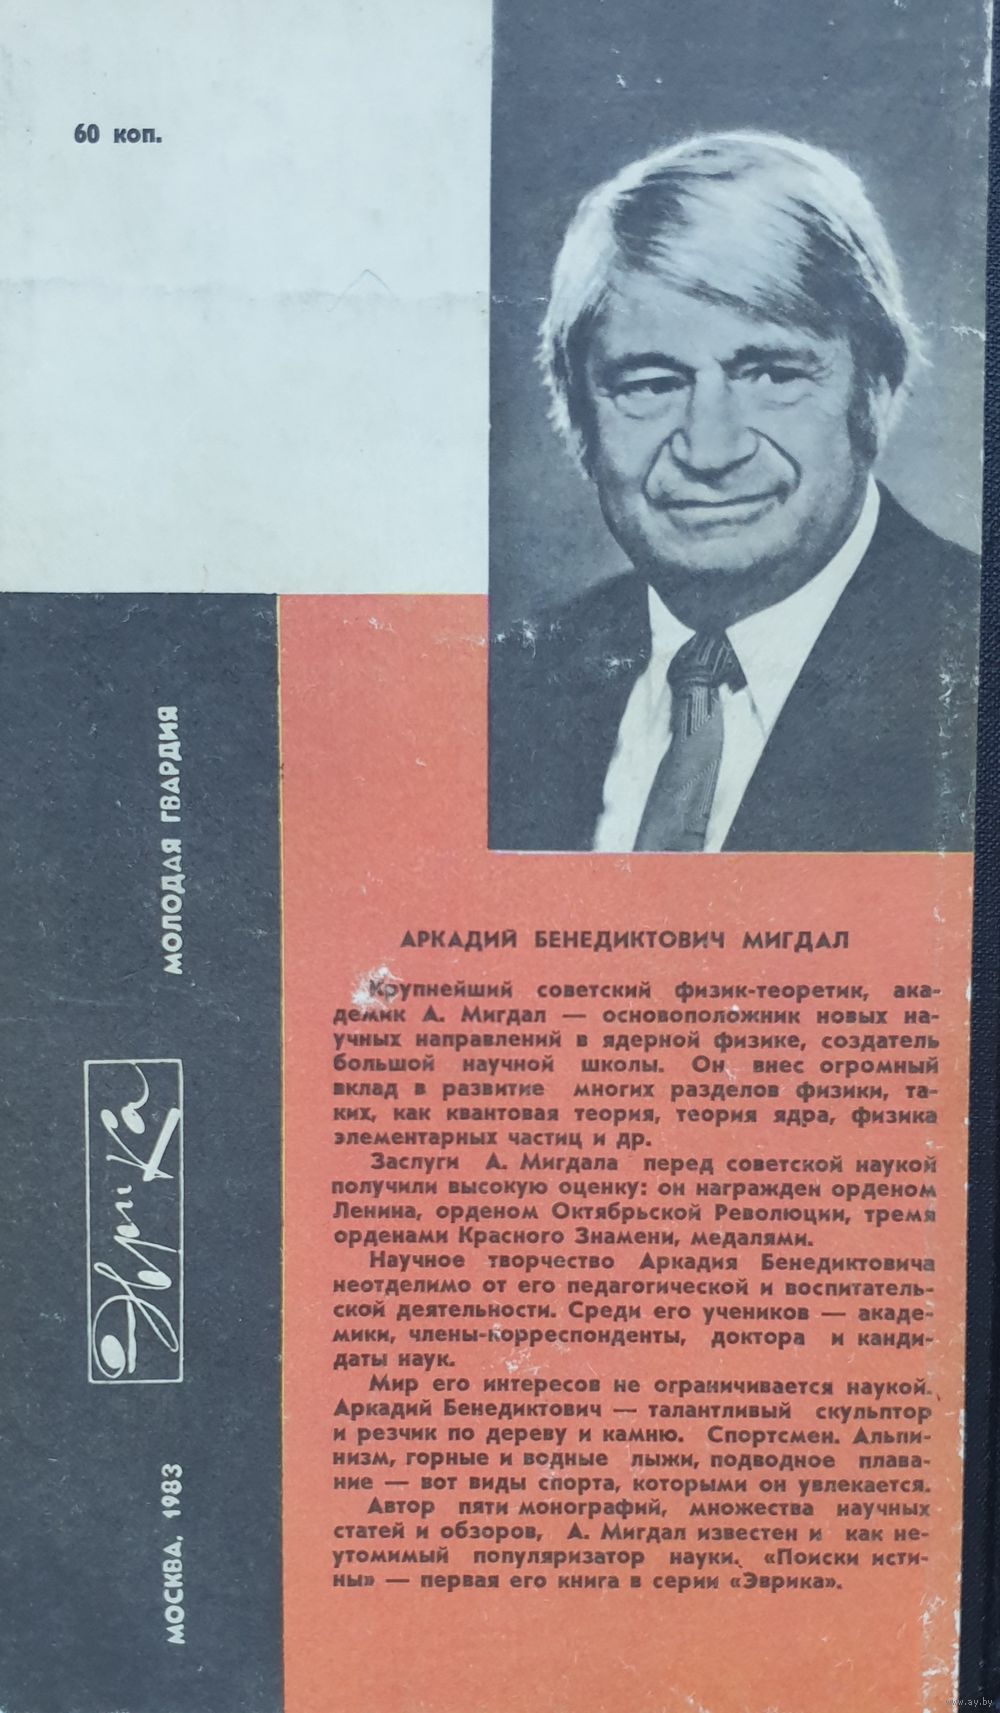 60 коп.
АРКАДИЙ БЕНЕДИКТОВИЧ МИГДАЛ
Крупнейший советский физик-теоретик, ака-
демик А. Мигдал — основоположник новых на-
учных направлений в ядерной физике, создатель
большой научной школы. Он внес огромный
вклад в развитие многих разделов физики, та-
ких, как квантовая теория, теория ядра, физика
элементарных частиц и др.
Заслуги А. Мигдала перед советской наукой
получили высокую оценку: он награжден орденом
Ленина, орденом Октябрьской Революции, тремя
орденами Красного Знамени, медалями.
Научное творчество Аркадия Бенедиктовича
неотделимо от его педагогической и воспитатель-
ской деятельности. Среди его учеников — акаде-
мики, члены-корреспонденты, доктора и канди-
даты наук.
Мир его интересов не ограничивается наукой.
Аркадий Бенедиктович — талантливый скульптор
и резчик по дереву и камню. Спортсмен. Альпи-
низм, горные и водные лыжи, подводное плава-
ние — вот виды спорта, которыми он увлекается.
Автор пяти монографий, множества научных
статей и обзоров, А. Мигдал известен и как не-
утомимый популяризатор науки. «Поиски исти-
ны» — первая его книга в серии «Эврика».
МОСКВА, 1983
Эврика
МОЛОДАЯ ГВАРДИЯ
www.ay.by